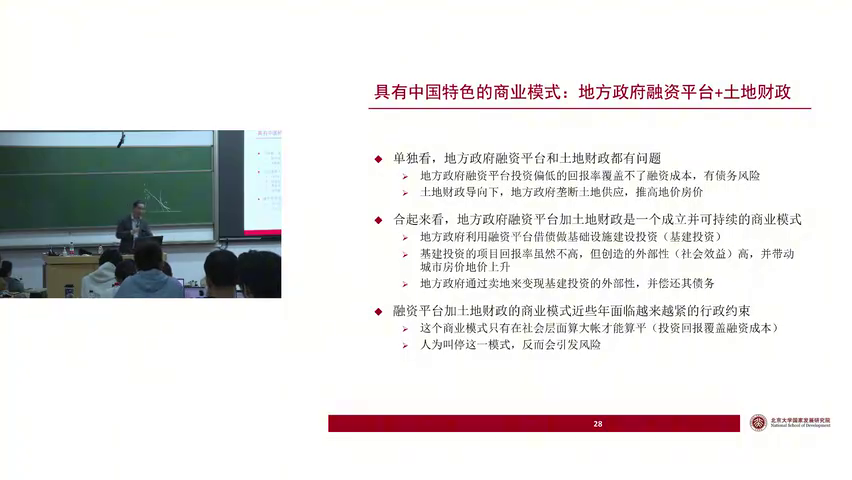 具有中国特色的商业模式：地方政府融资平台+土地财政
单独看，地方政府融资平台和土地财政都有问题
地方政府融资平台投资偏低的回报率覆盖不了融资成本，有债务风险
土地财政导向下，地方政府垄断土地供应，推高地价房价
合起来看，地方政府融资平台加土地财政是一个成立并可持续的商业模式
地方政府利用融资平台借债做基础设施建设投资（基建投资）
基建投资的项目回报率虽然不高，但创造的外部性（社会效益）高，并带动
城市房价地价上升
地方政府通过卖地来变现基建投资的外部性，并偿还其债务
融资平台加土地财政的商业模式近些年面临越来越紧的行政约束
这个商业模式只有在社会层面算大帐才能算平（投资回报覆盖融资成本）
人为叫停这一模式，反而会引发风险
28
北京大学国家发展研究院
National School of Development